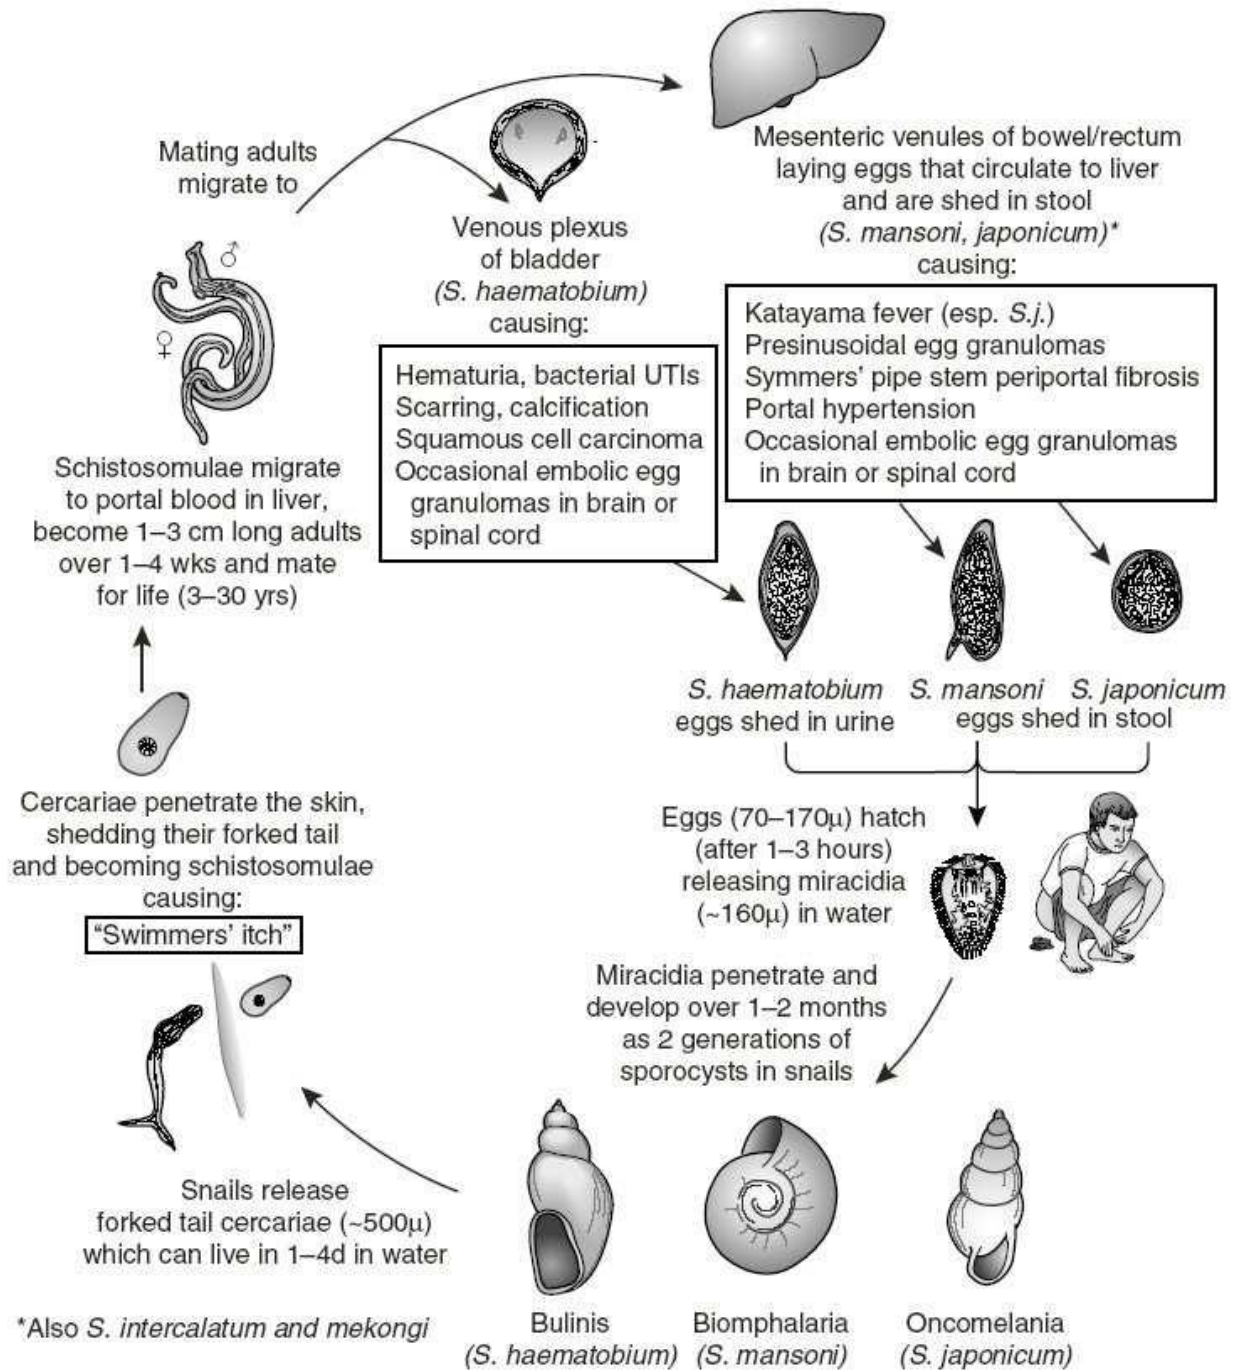 Mating adults
migrate to
Venous plexus
of bladder
(S. haematobium)
causing:
Hematuria, bacterial UTIs
Scarring, calcification
Squamous cell carcinoma
Occasional embolic egg
granulomas in brain or
spinal cord
Mesenteric venules of bowel/rectum
laying eggs that circulate to liver
and are shed in stool
(S. mansoni, japonicum)*
causing:
Katayama fever (esp. S.j.)
Presinusoidal egg granulomas
Symmers' pipe stem periportal fibrosis
Portal hypertension
Occasional embolic egg granulomas
in brain or spinal cord
♂
♀
Schistosomulae migrate
to portal blood in liver,
become 1–3 cm long adults
over 1–4 wks and mate
for life (3–30 yrs)
S. haematobium
eggs shed in urine
S. mansoni S. japonicum
eggs shed in stool
Eggs (70–170μ) hatch
(after 1–3 hours)
releasing miracidia
(~160μ) in water
Miracidia penetrate and
develop over 1–2 months
as 2 generations of
sporocysts in snails
Cercariae penetrate the skin,
shedding their forked tail
and becoming schistosomulae
causing:
"Swimmers' itch"
Snails release
forked tail cercariae (~500μ)
which can live in 1–4d in water
Bulinis
(S. haematobium)
Biomphalaria
(S. mansoni)
Oncomelania
(S. japonicum)
*Also S. intercalatum and mekongi